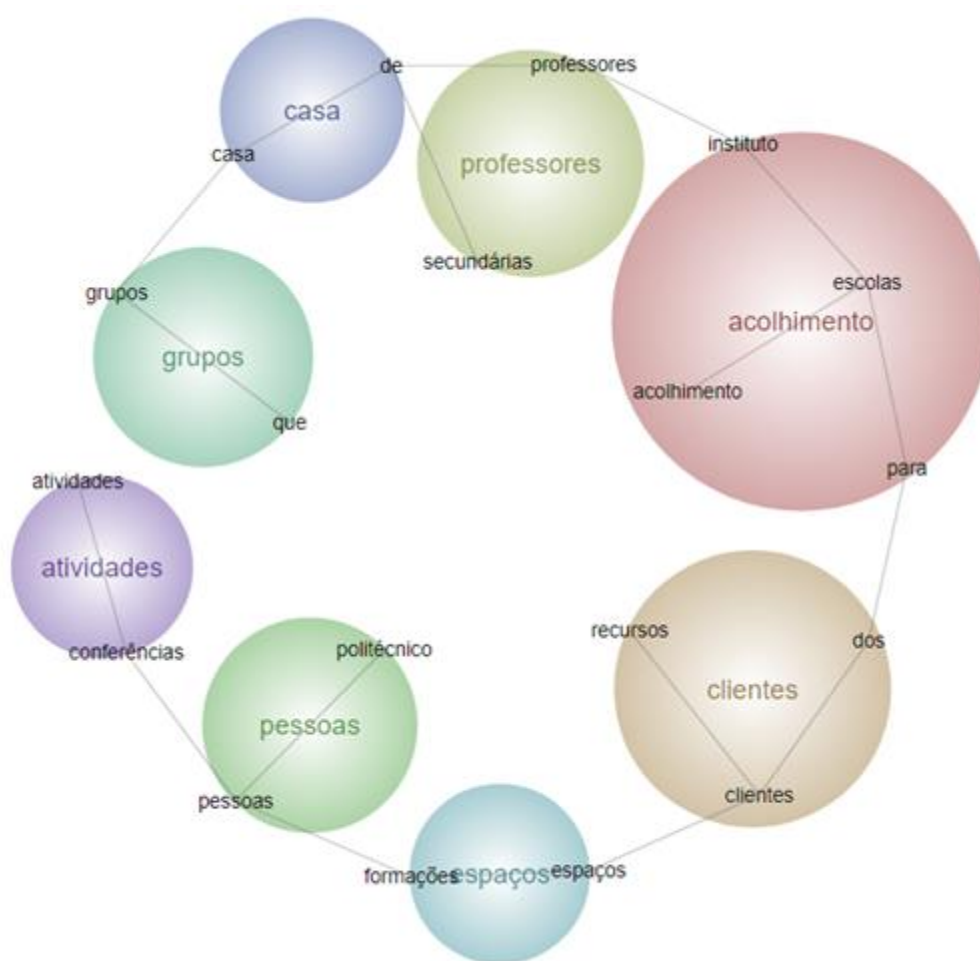 de
professores
casa
instituto
casa
professores
secundárias
escolas
grupos
acolhimento
grupos
acolhimento
que
para
atividades
atividades
recursos
dos
conferências
politécnico
clientes
pessoas
clientes
pessoas
formações
espaços
espaços